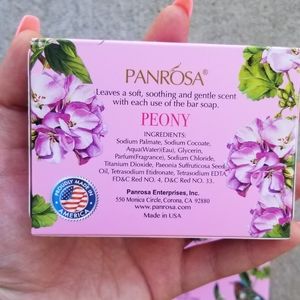 PANROSA®
Leaves a soft, soothing and gentle scent
with each use of the bar soap.
PEONY
INGREDIENTS:
Sodium Palmate, Sodium Cocoate,
Aqua(Water)(Eau), Glycerin,
Parfum(Fragrance), Sodium Chloride,
Titanium Dioxide, Paeonia Suffruticosa Seed
Oil, Tetrasodium Etidronate, Tetrasodium EDTA
FD&C Red NO. 4, D&C Red NO. 33.
PROUDLY MADE IN
AMERICA
Panrosa Enterprises, Inc.
550 Monica Circle, Corona, CA 92880
www.panrosa.com
Made in USA